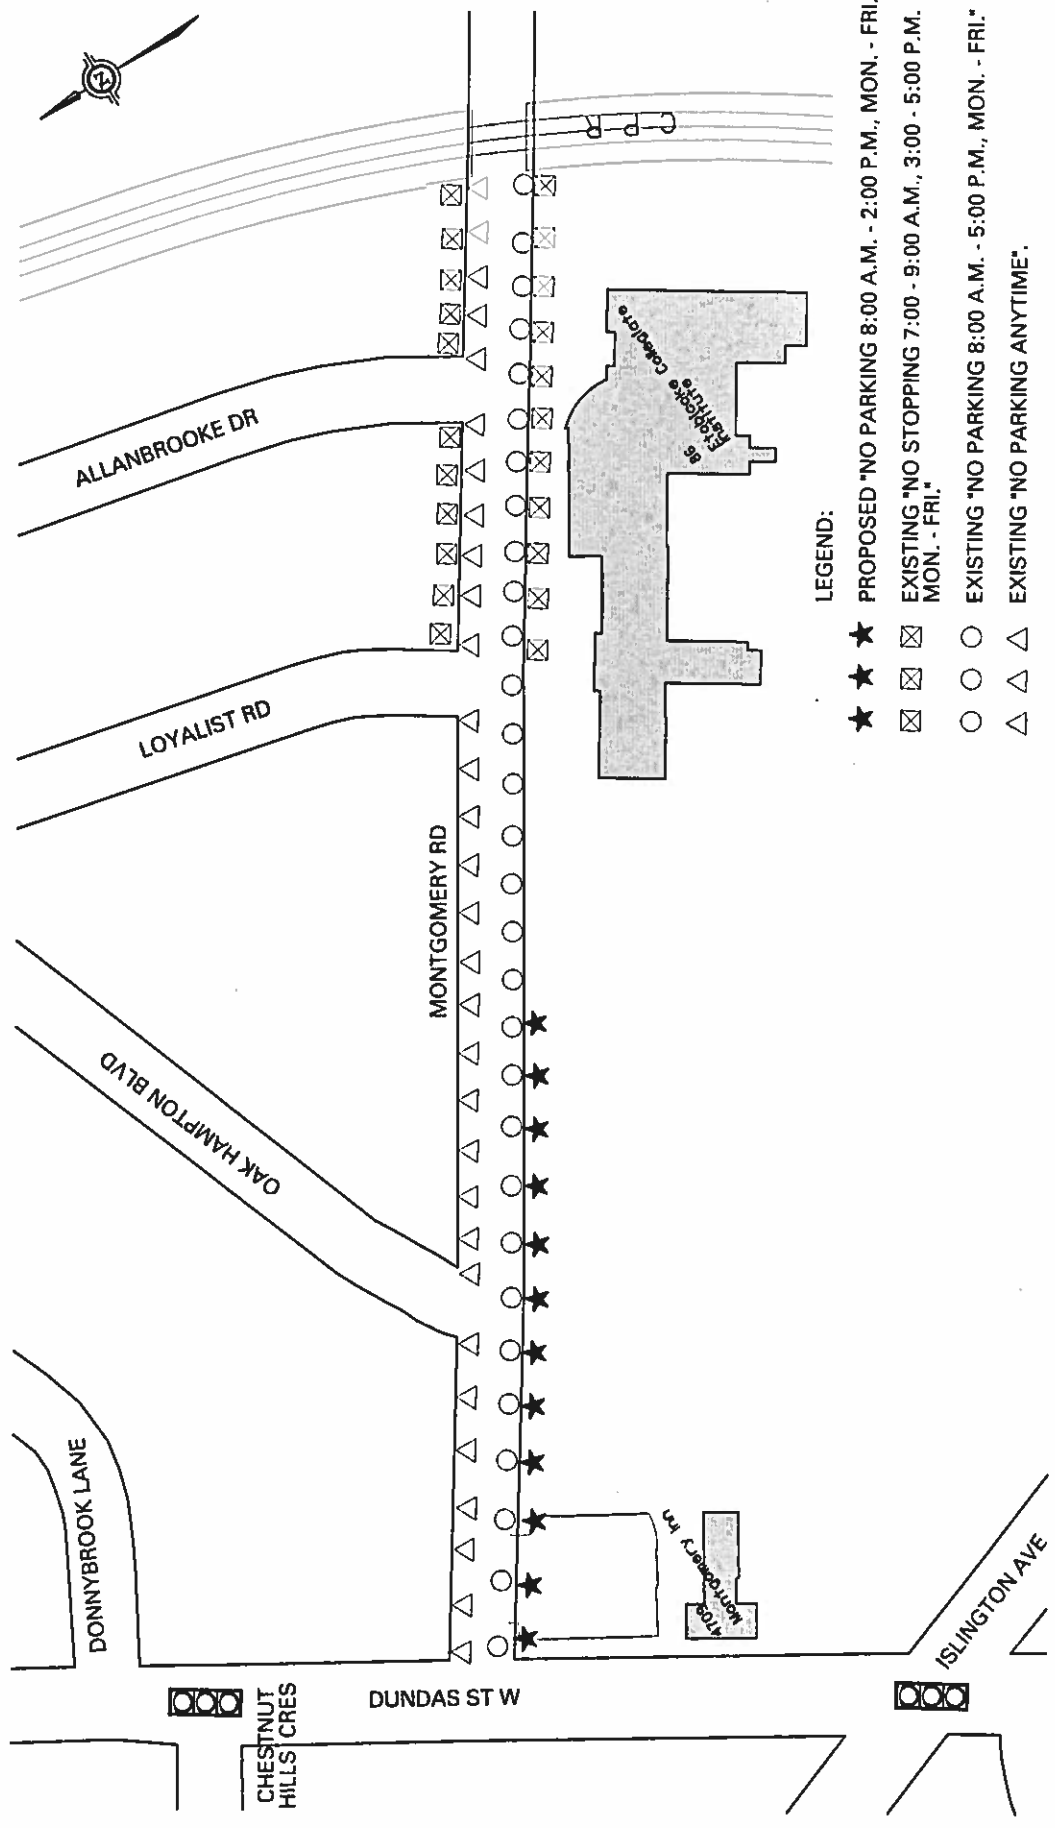 N
CPR
ALLANBROOKE DR
86
Etobicoke Collegiate
Institute
LOYALIST RD
MONTGOMERY RD
OAK HAMPTON BLVD
DONNYBROOK LANE
4709
Montgomery Inn
ISLINGTON AVE
DUNDAS ST W
CHESTNUT
HILLS CRES
LEGEND:
PROPOSED "NO PARKING 8:00 A.M. - 2:00 P.M., MON. - FRI.
EXISTING "NO STOPPING 7:00 - 9:00 A.M., 3:00 - 5:00 P.M.
MON. - FRI."
EXISTING "NO PARKING 8:00 A.M. - 5:00 P.M., MON. - FRI."
EXISTING "NO PARKING ANYTIME".